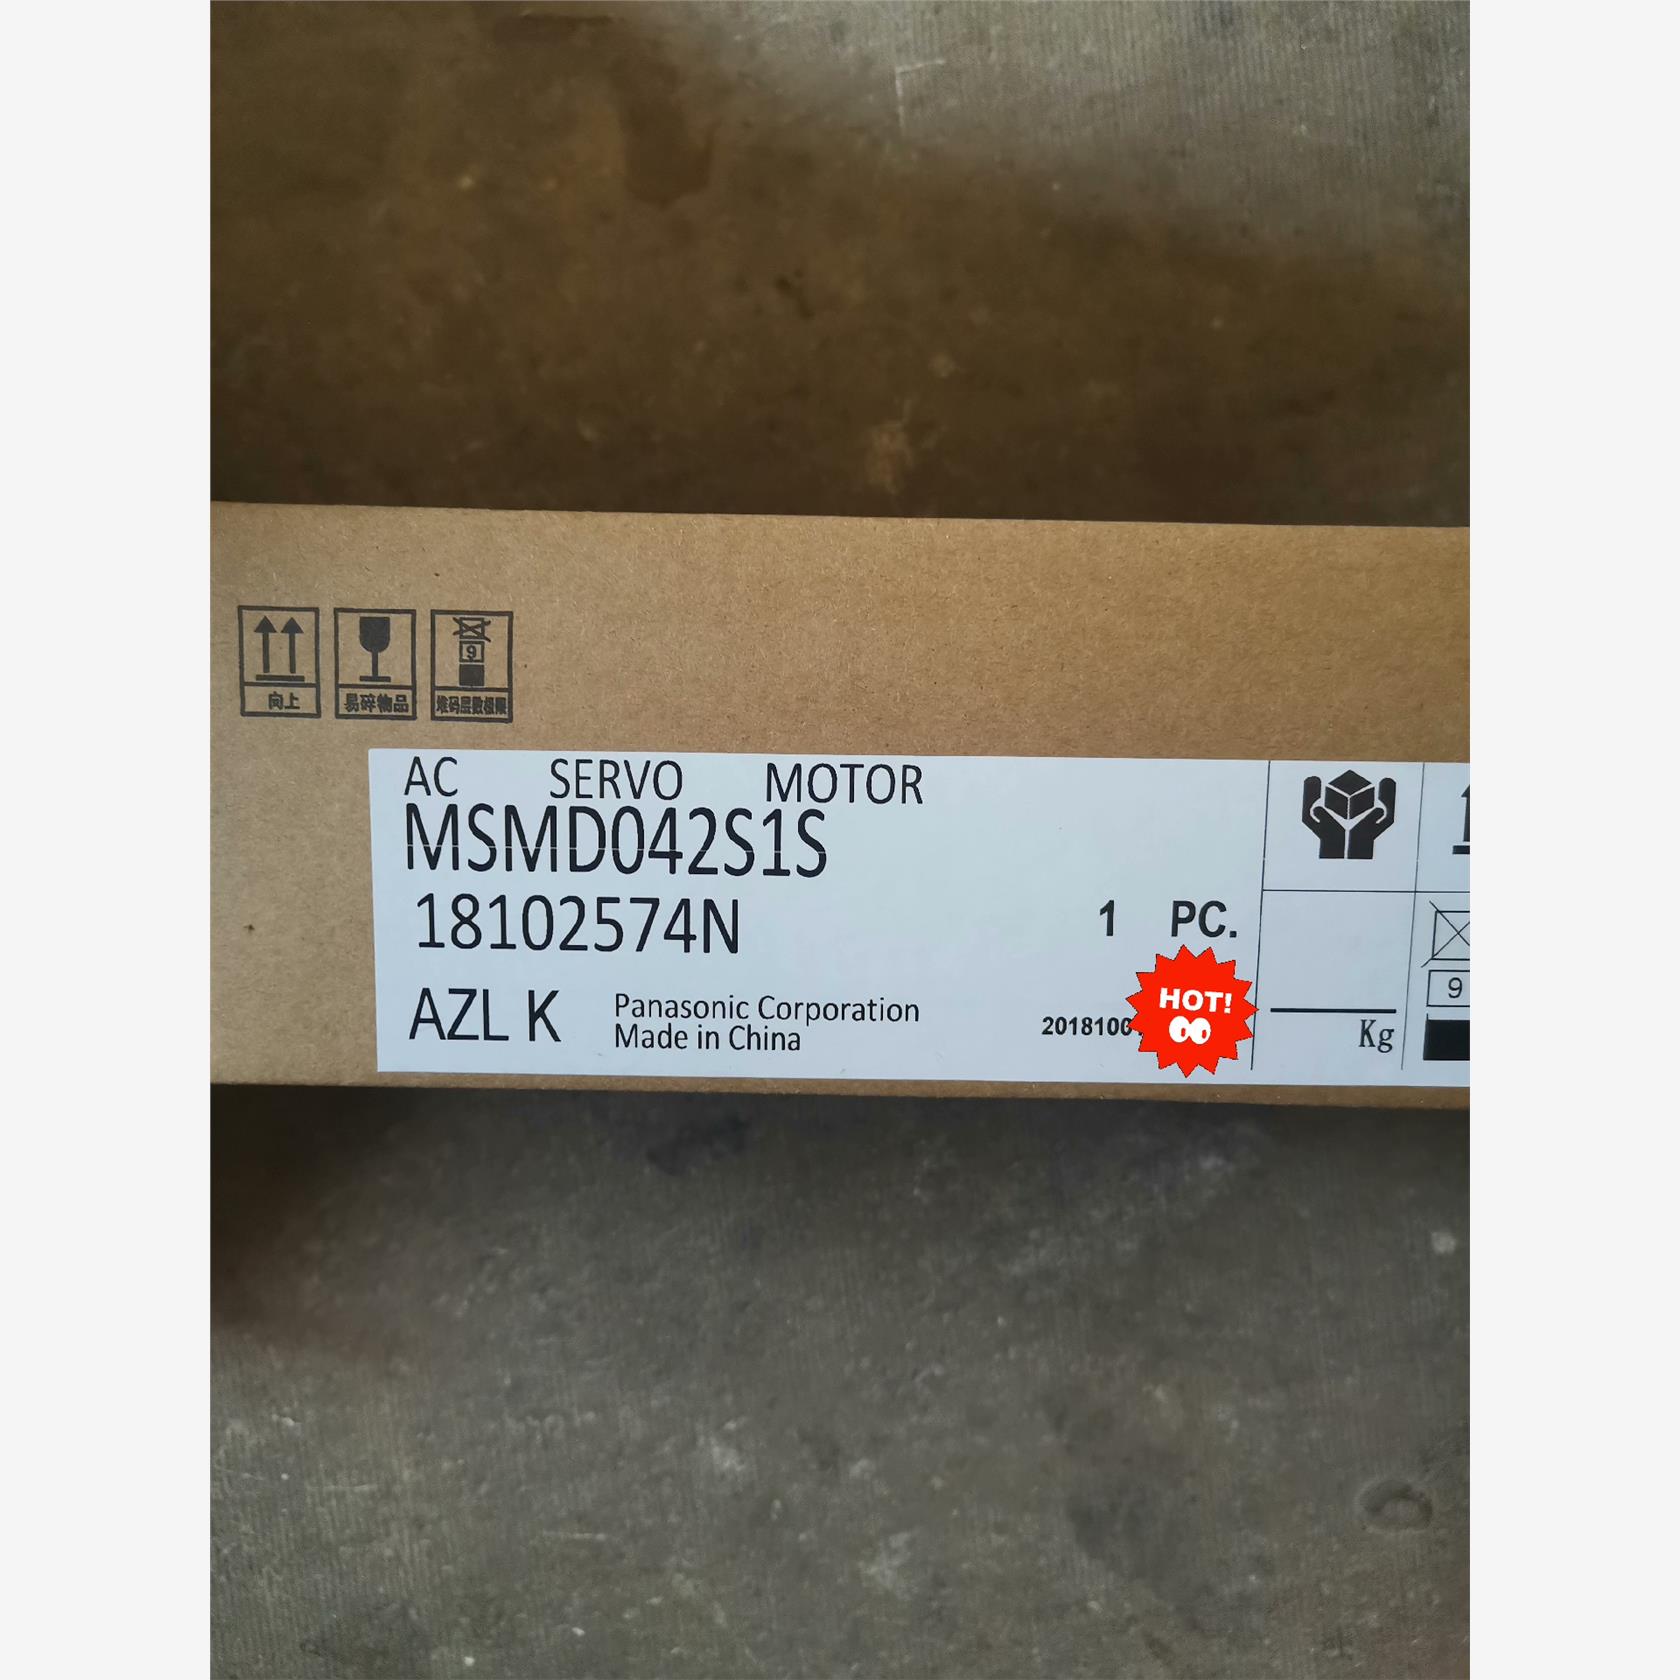 向上
易碎物品
9
堆码层数极限
AC SERVO MOTOR
MSMD042S1S
18102574N
1 PC.
AZL K
Panasonic Corporation
Made in China
HOT!
Kg
9